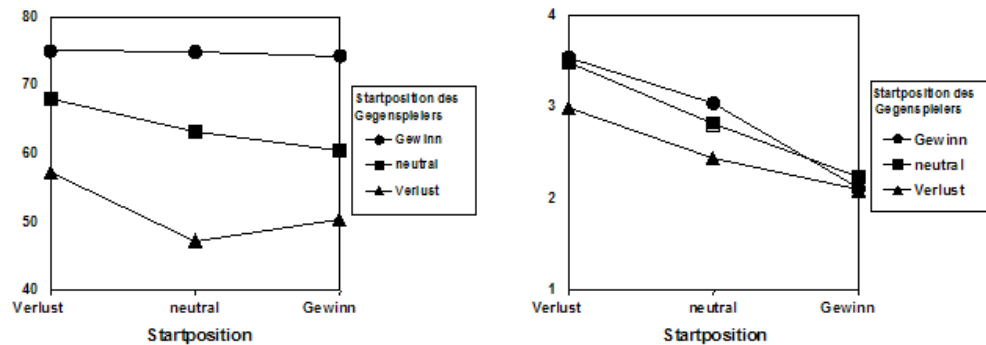 80
70
60
50
40
Verlust neutral Gewinn
Startposition
Startposition des
Gegenspielers
Gewinn
neutral
Verlust
4
3
2
1
Verlust neutral Gewinn
Startposition
Startposition des
Gegenspielers
Gewinn
neutral
Verlust